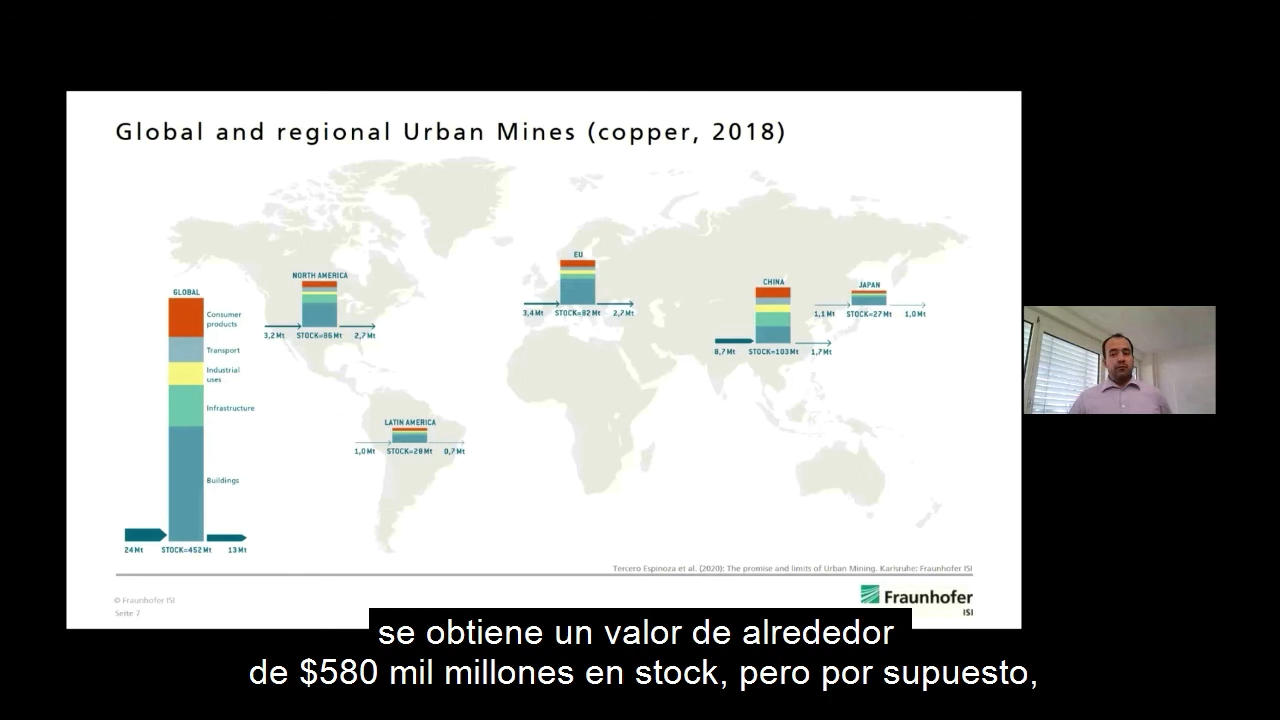 Global and regional Urban Mines (copper, 2018)
EU
NORTH AMERICA
CHINA
JAPAN
GLOBAL
Consumer
products
3,4 Mt STOCK=82 Mt 2,7 Mt
1,1 Mt STOCK=27 Mt 1,0 Mt
3,2 Mt STOCK=86 Mt 2,7 Mt
Transport
8,7 Mt STOCK=103 Mt 1,7 Mt
Industrial
uses
Infrastructure
LATIN AMERICA
1,0 Mt STOCK=28 Mt 0,7 Mt
Buildings
24 Mt STOCK=452 Mt 13 Mt
Tercero Espinoza et al. (2020): The promise and limits of Urban Mining. Karlsruhe: Fraunhofer ISI
© Fraunhofer ISI
Seite 7
Fraunhofer
ISI
se obtiene un valor de alrededor
de $580 mil millones en stock, pero por supuesto,